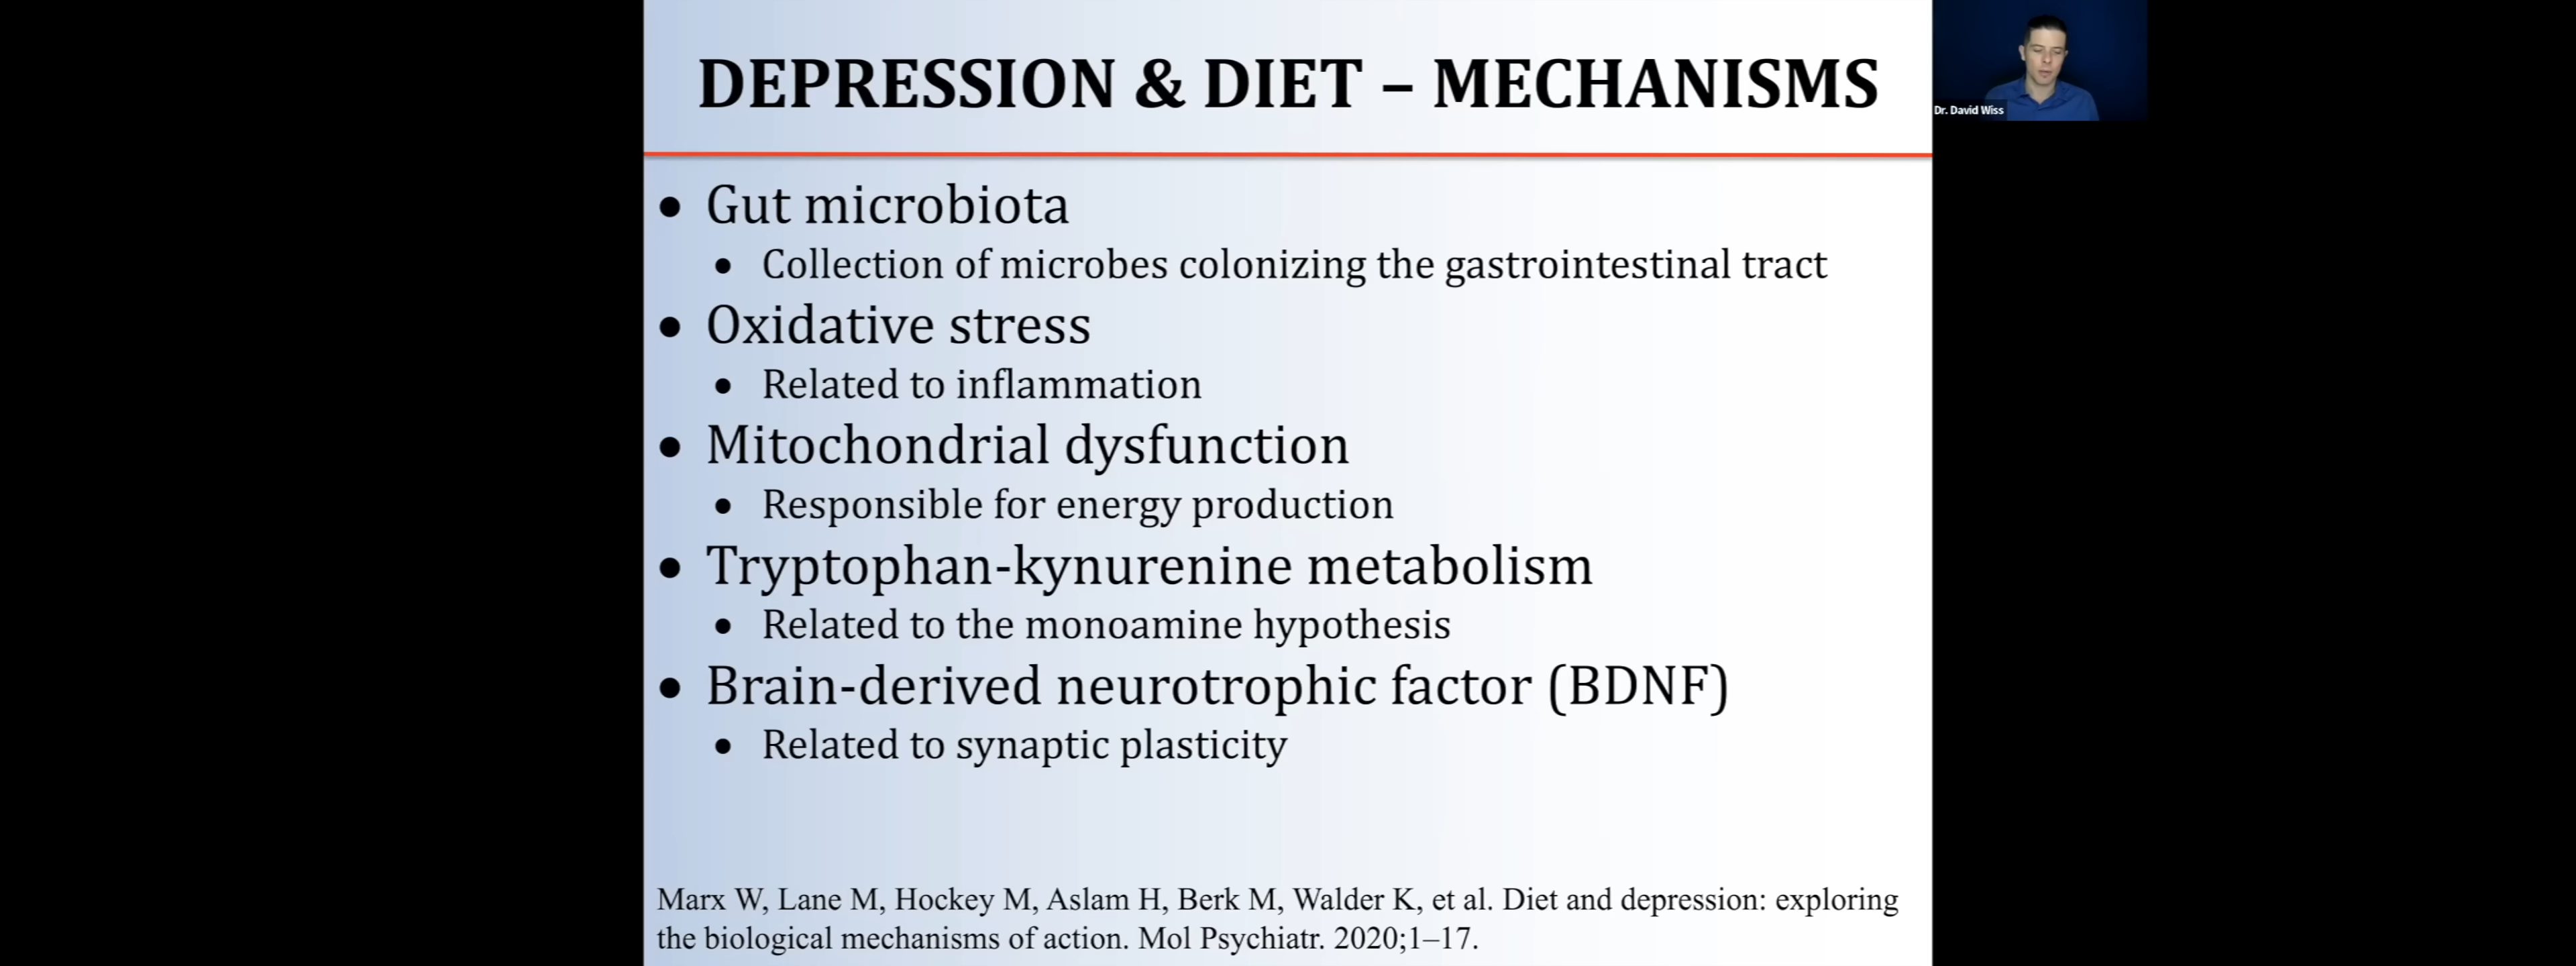 DEPRESSION & DIET – MECHANISMS
Dr. David Wiss
• Gut microbiota
• Collection of microbes colonizing the gastrointestinal tract
• Oxidative stress
• Related to inflammation
• Mitochondrial dysfunction
• Responsible for energy production
• Tryptophan-kynurenine metabolism
• Related to the monoamine hypothesis
• Brain-derived neurotrophic factor (BDNF)
• Related to synaptic plasticity
Marx W, Lane M, Hockey M, Aslam H, Berk M, Walder K, et al. Diet and depression: exploring
the biological mechanisms of action. Mol Psychiatr. 2020;1–17.